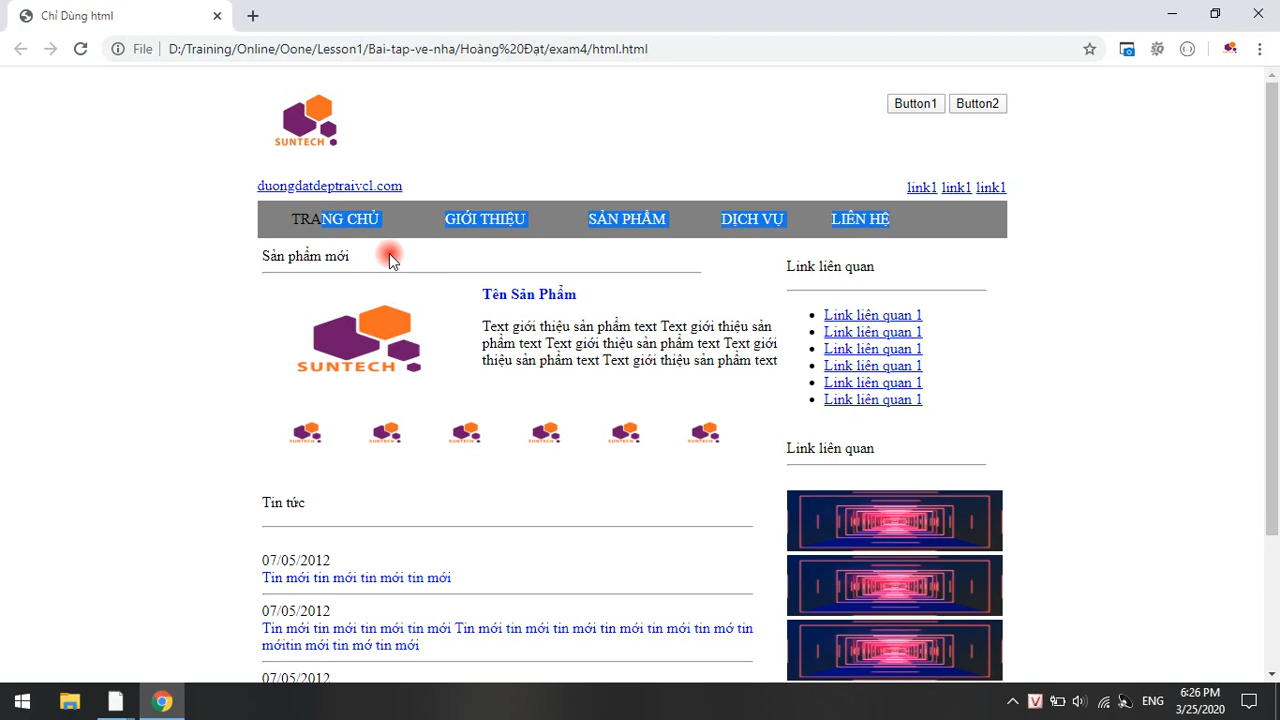 Chỉ Dùng html
File
D:/Training/Online/Oone/Lesson1/Bai-tap-ve-nha/Hoàng%20Đạt/exam4/html.html
SUNTECH
Button1 Button2
duongdatdeptraivcl.com
link1 link1 link1
TRANG CHỦ GIỚI THIỆU SẢN PHẨM DỊCH VỤ LIÊN HỆ
Sản phẩm mới
SUNTECH
Tên Sản Phẩm
Text giới thiệu sản phẩm text Text giới thiệu sản
phẩm text Text giới thiệu sản phẩm text Text giới
thiệu sản phẩm text Text giới thiệu sản phẩm text
SUNTECH SUNTECH SUNTECH SUNTECH SUNTECH SUNTECH
Tin tức
07/05/2012
Tin mới tin mới tin mới tin mới
07/05/2012
Tin mới tin mới tin mới tin mới Tin mới tin mới tin mới tin mới tin mới tin mớ tin
mớitin mới tin mớ tin mới
07/05/2012
Link liên quan
Link liên quan 1
Link liên quan 1
Link liên quan 1
Link liên quan 1
Link liên quan 1
Link liên quan 1
Link liên quan
ENG
6:26 PM
3/25/2020